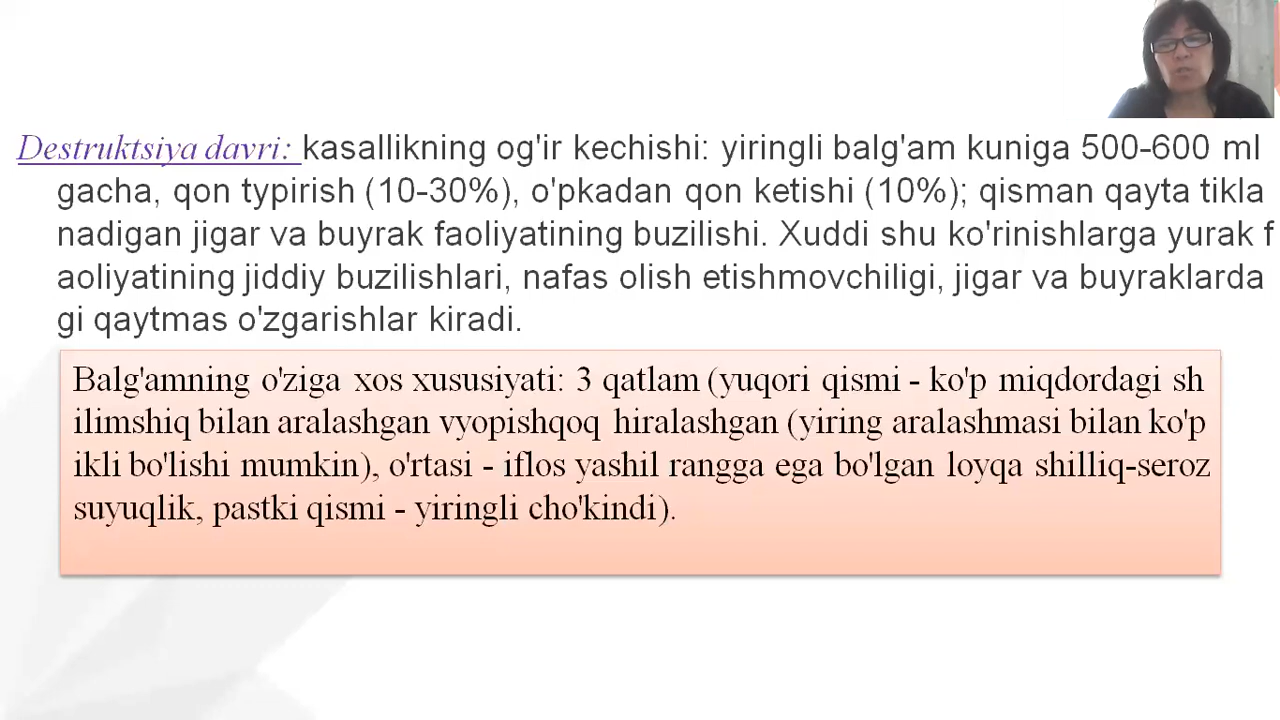 Destruktsiya davri: kasallikning og'ir kechishi: yiringli balg'am kuniga 500-600 ml
gacha, qon typirish (10-30%), o'pkadan qon ketishi (10%); qisman qayta tikla
nadigan jigar va buyrak faoliyatining buzilishi. Xuddi shu ko'rinishlarga yurak f
aoliyatining jiddiy buzilishlari, nafas olish etishmovchiligi, jigar va buyraklarda
gi qaytmas o'zgarishlar kiradi.
Balg'amning o'ziga xos xususiyati: 3 qatlam (yuqori qismi - ko'p miqdordagi sh
ilimshiq bilan aralashgan vyopishqoq hiralashgan (yiring aralashmasi bilan ko'p
ikli bo'lishi mumkin), o'rtasi - iflos yashil rangga ega bo'lgan loyqa shilliq-seroz
suyuqlik, pastki qismi - yiringli cho'kindi).